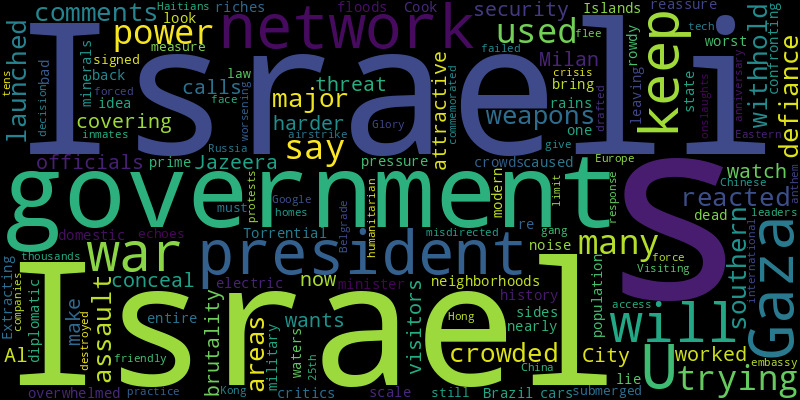 comments
Haitians
riches
floods
Cook
security
Islands
reassure
tech
tens
launched
signed
measure
look
power
network
used
Milan
failed
flee
rowdy
worst
withhold
confronting
defiance
Israeli
minerals
law
back
idea
forced
calls
face
worsening
threat
major
harder
airstrike
Glory
attractive
commemorated
weapons
bring
crisis
rains
one
drafted
leaving
keep
state
onslaughts
anniversary
Eastern
decision
bad
covering
inmates
Russia
say
give
officials
prime
Jazeera
pressure
crowds
caused
Europe
watch
Chinese
government
protests
Google
homes
must
humanitarian
modern
limit
response
S
reacted
dead
leaders
anthem
domestic
echoes
Torrential
Belgrade
misdirected
re
gang
noise
many
Visiting
force
southern
international
Gaza
war
president
thousands
Extracting
companies
diplomatic
make
destroyed
assault
conceal
electric
now
minister
neighborhoods
history
population
access
will
entire
brutality
areas
military
wants
waters
visitors
Hong
sides
nearly
Israel
friendly
25th
crowded
City
U
worked
embassy
trying
Al
overwhelmed
practice
Kong
critics
scale
still
China
Brazil
cars
lie
submerged